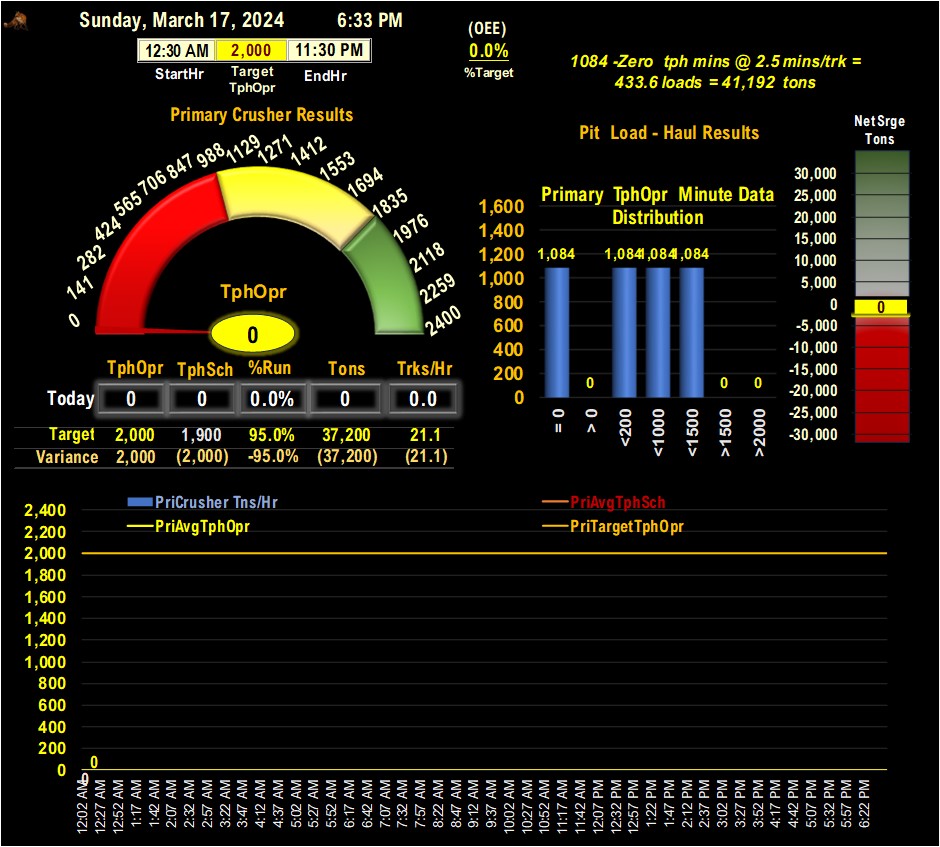 Sunday, March 17, 2024 6:33 PM
12:30 AM 2,000 11:30 PM
StartHr Target TphOpr EndHr
(OEE)
0.0%
%Target
1084 -Zero tph mins @ 2.5 mins/trk =
433.6 loads = 41,192 tons
Primary Crusher Results
0 141 282 424 565 706 847 988 1129 1271 1412 1553 1694 1835 1976 2118 2259 2400
TphOpr
0
TphOpr TphSch %Run Tons Trks/Hr
Today 0 0 0.0% 0 0.0
Target 2,000 1,900 95.0% 37,200 21.1
Variance 2,000 (2,000) -95.0% (37,200) (21.1)
Pit Load - Haul Results
Primary TphOpr Minute Data
Distribution
1,600
1,400
1,200
1,000
800
600
400
200
0
1,084 0 1,084 1,084 1,084 0 0
= 0 > 0 <200 <1000 <1500 >1500 >2000
NetSrge
Tons
30,000
25,000
20,000
15,000
10,000
5,000
0 0
-5,000
-10,000
-15,000
-20,000
-25,000
-30,000
PriCrusher Tns/Hr PriAvgTphSch
PriAvgTphOpr PriTargetTphOpr
2,400
2,200
2,000
1,800
1,600
1,400
1,200
1,000
800
600
400
200
0
0
0
12:02 AM 12:27 AM 12:52 AM 1:17 AM 1:42 AM 2:07 AM 2:32 AM 2:57 AM 3:22 AM 3:47 AM 4:12 AM 4:37 AM 5:02 AM 5:27 AM 5:52 AM 6:17 AM 6:42 AM 7:07 AM 7:32 AM 7:57 AM 8:22 AM 8:47 AM 9:12 AM 9:37 AM 10:02 AM 10:27 AM 10:52 AM 11:17 AM 11:42 AM 12:07 PM 12:32 PM 12:57 PM 1:22 PM 1:47 PM 2:12 PM 2:37 PM 3:02 PM 3:27 PM 3:52 PM 4:17 PM 4:42 PM 5:07 PM 5:32 PM 5:57 PM 6:22 PM